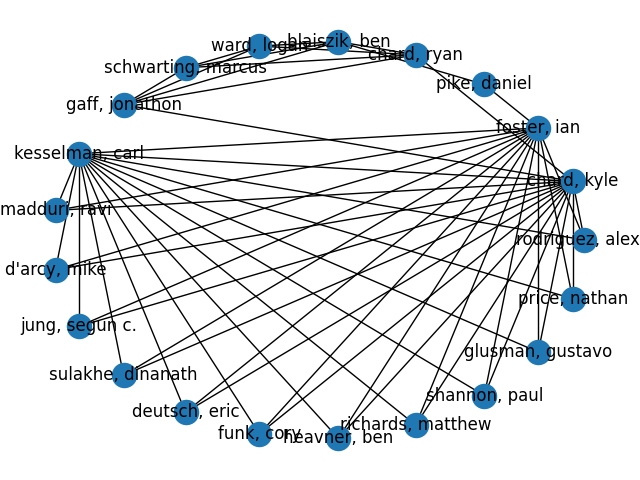 ward, logan
blaiszik, ben
chard, ryan
schwarting, marcus
pike, daniel
gaff, jonathon
foster, ian
kesselman, carl
chard, kyle
madduri, ravi
rodriguez, alex
d'arcy, mike
price, nathan
jung, segun c.
glusman, gustavo
sulakhe, dinanath
shannon, paul
deutsch, eric
richards, matthew
funk, cory
heavner, ben